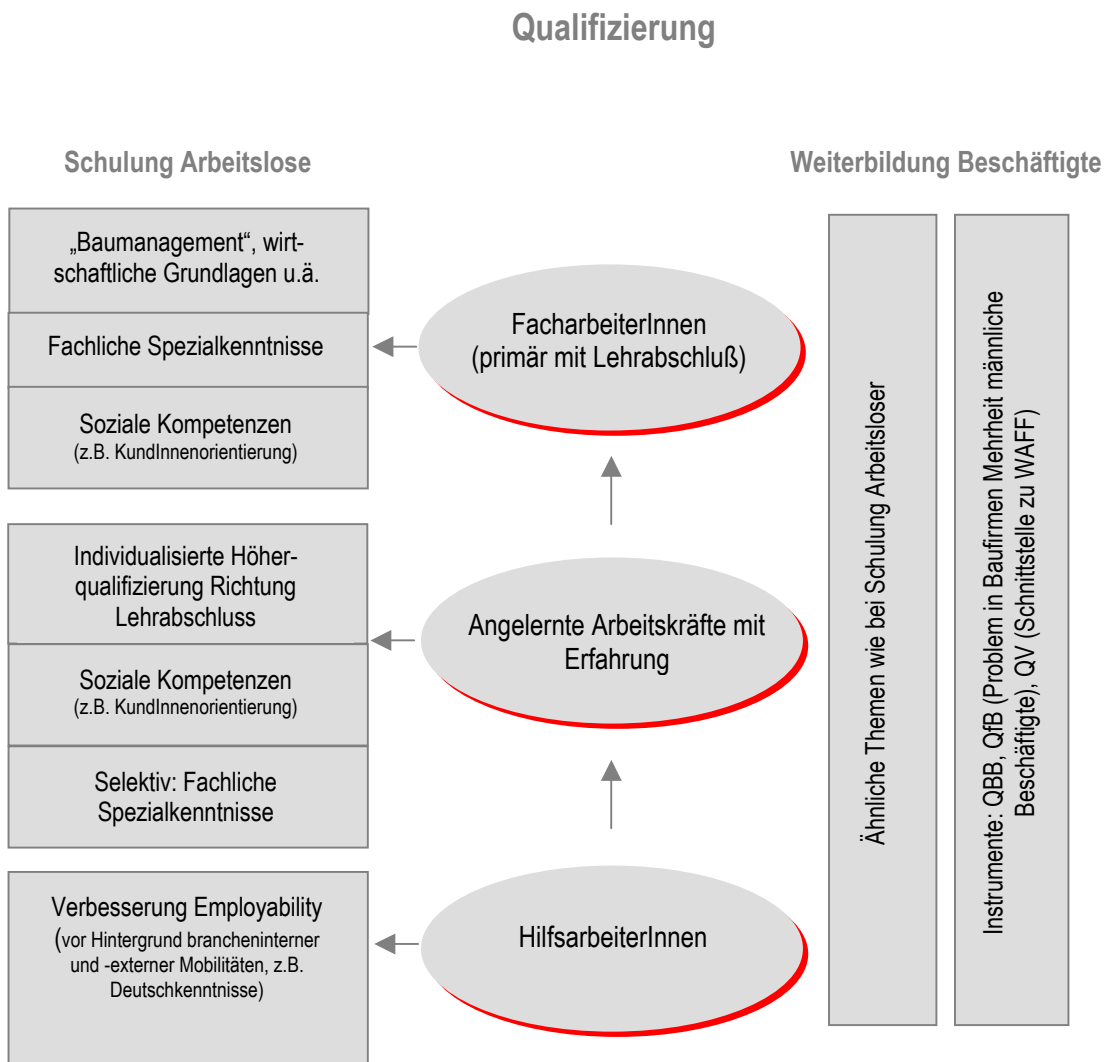 Qualifizierung
Schulung Arbeitslose
Weiterbildung Beschäftigte
„Baumanagement“, wirt-
schaftliche Grundlagen u.ä.
Fachliche Spezialkenntnisse
Soziale Kompetenzen
(z.B. KundInnenorientierung)
FacharbeiterInnen
(primär mit Lehrabschluß)
Individualisierte Höher-
qualifizierung Richtung
Lehrabschluss
Soziale Kompetenzen
(z.B. KundInnenorientierung)
Selektiv: Fachliche
Spezialkenntnisse
Angelernte Arbeitskräfte mit
Erfahrung
Verbesserung Employability
(vor Hintergrund brancheninterner
und -externer Mobilitäten, z.B.
Deutschkenntnisse)
HilfsarbeiterInnen
Ähnliche Themen wie bei Schulung Arbeitsloser
Instrumente: QBB, QfB (Problem in Baufirmen Mehrheit männliche
Beschäftigte), QV (Schnittstelle zu WAFF)